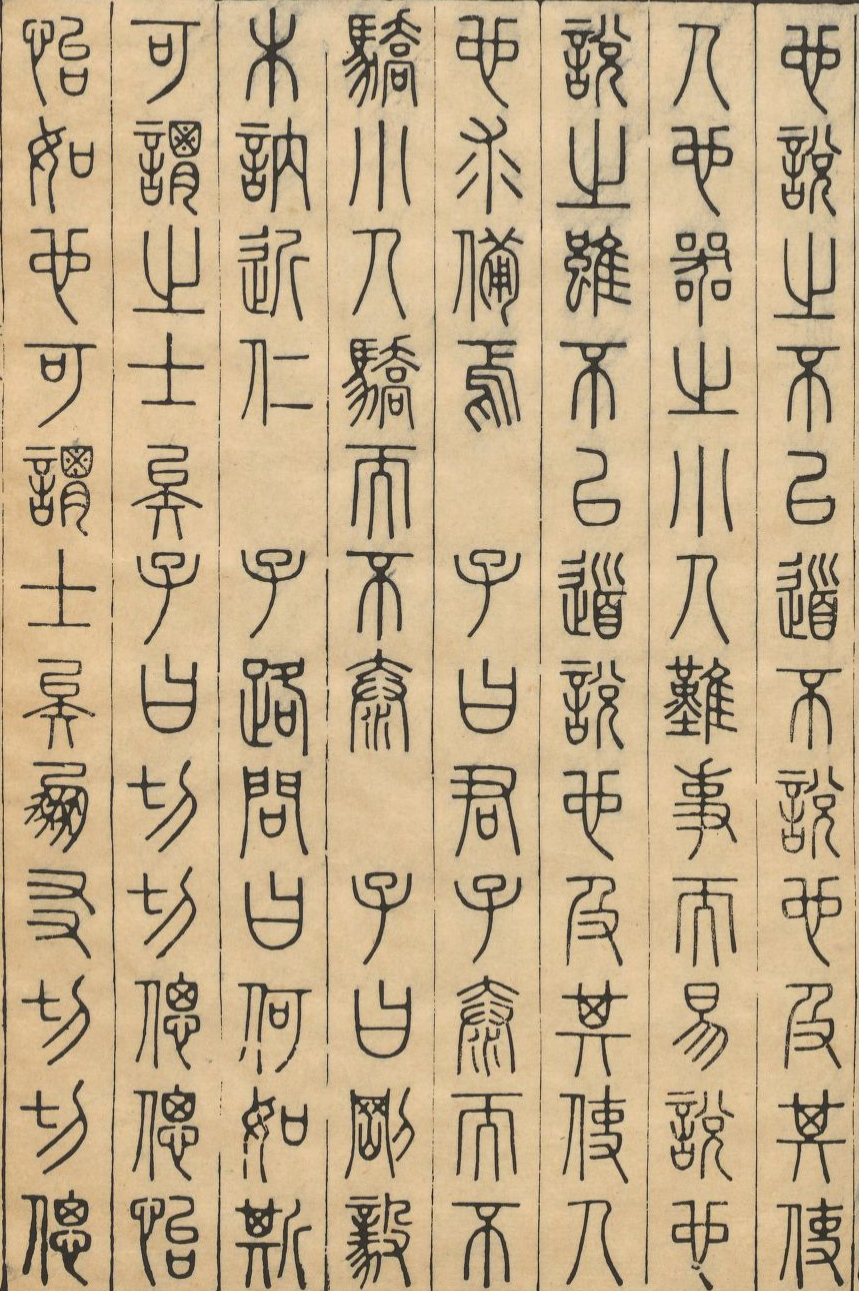 也說之不以道不說也及其使
人也器之小人難事而易說也
說之雖不以道說也及其使人
也求備焉　子曰君子泰而不
驕小人驕而不泰　子曰剛毅
木訥近仁　子路問曰何如斯
可謂之士矣子曰切切偲偲怡
怡如也可謂士矣朋友切切偲